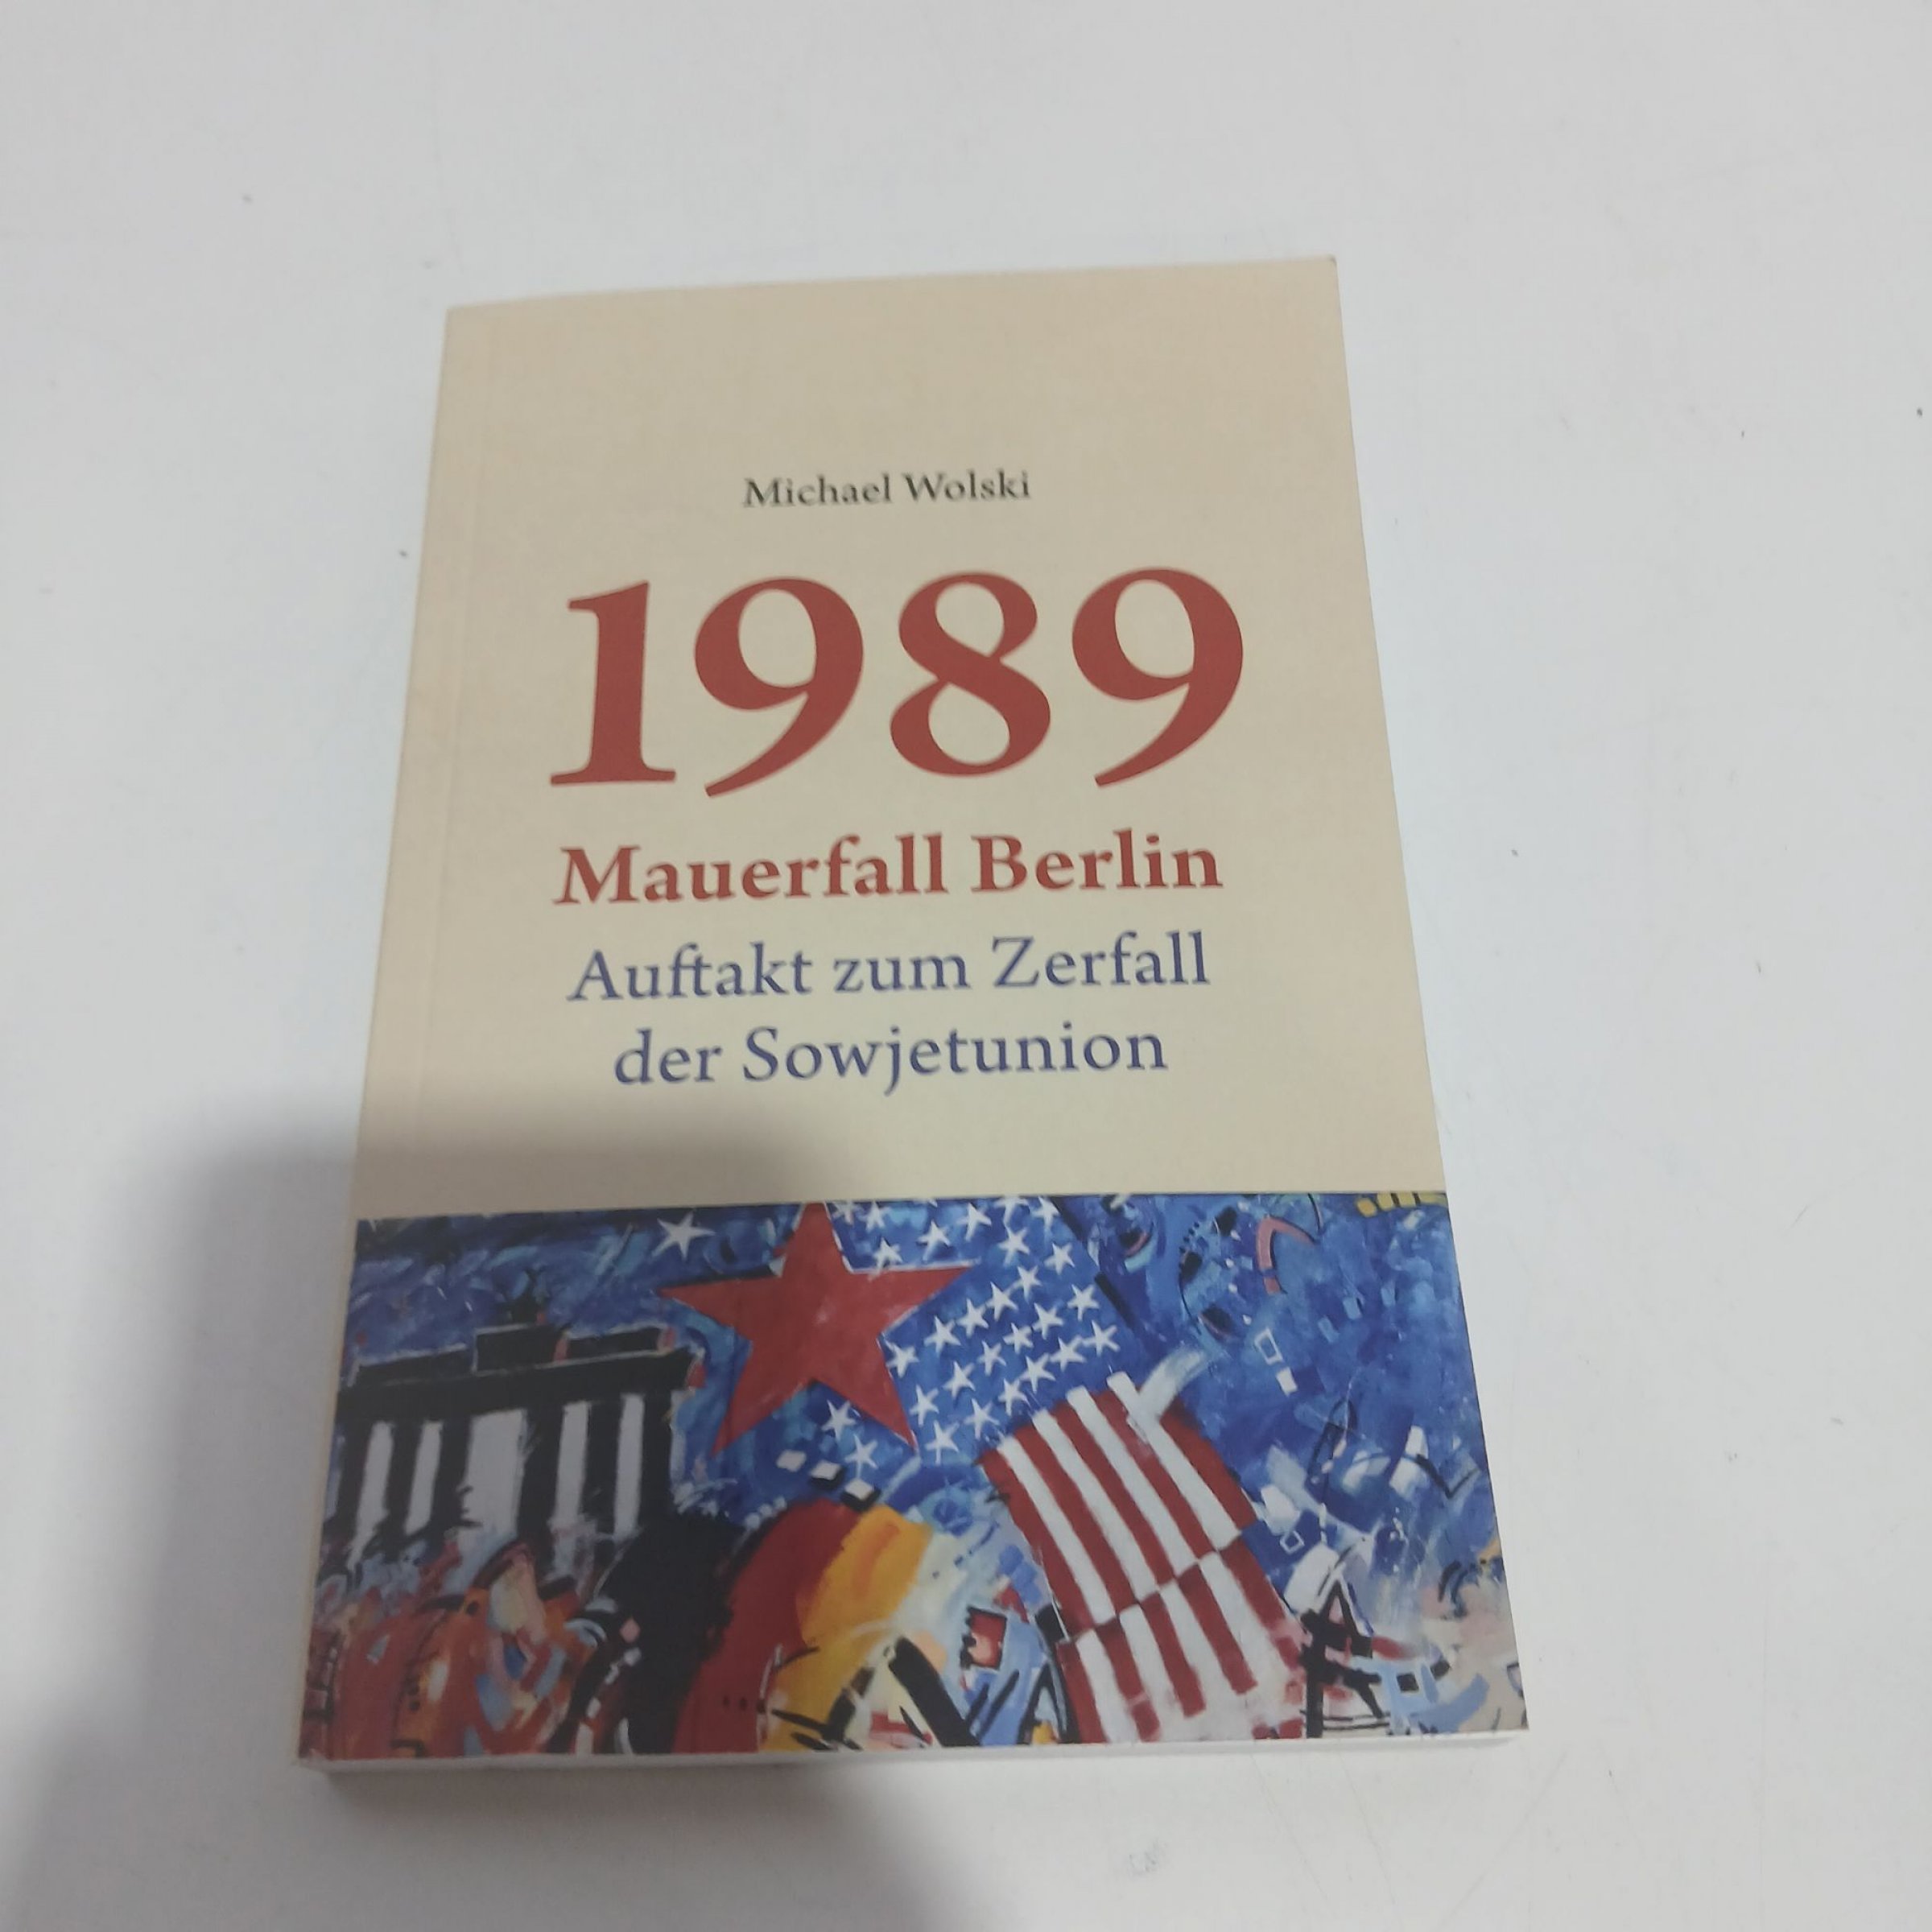 Michael Wolski
1989
Mauerfall Berlin
Auftakt zum Zerfall
der Sowjetunion